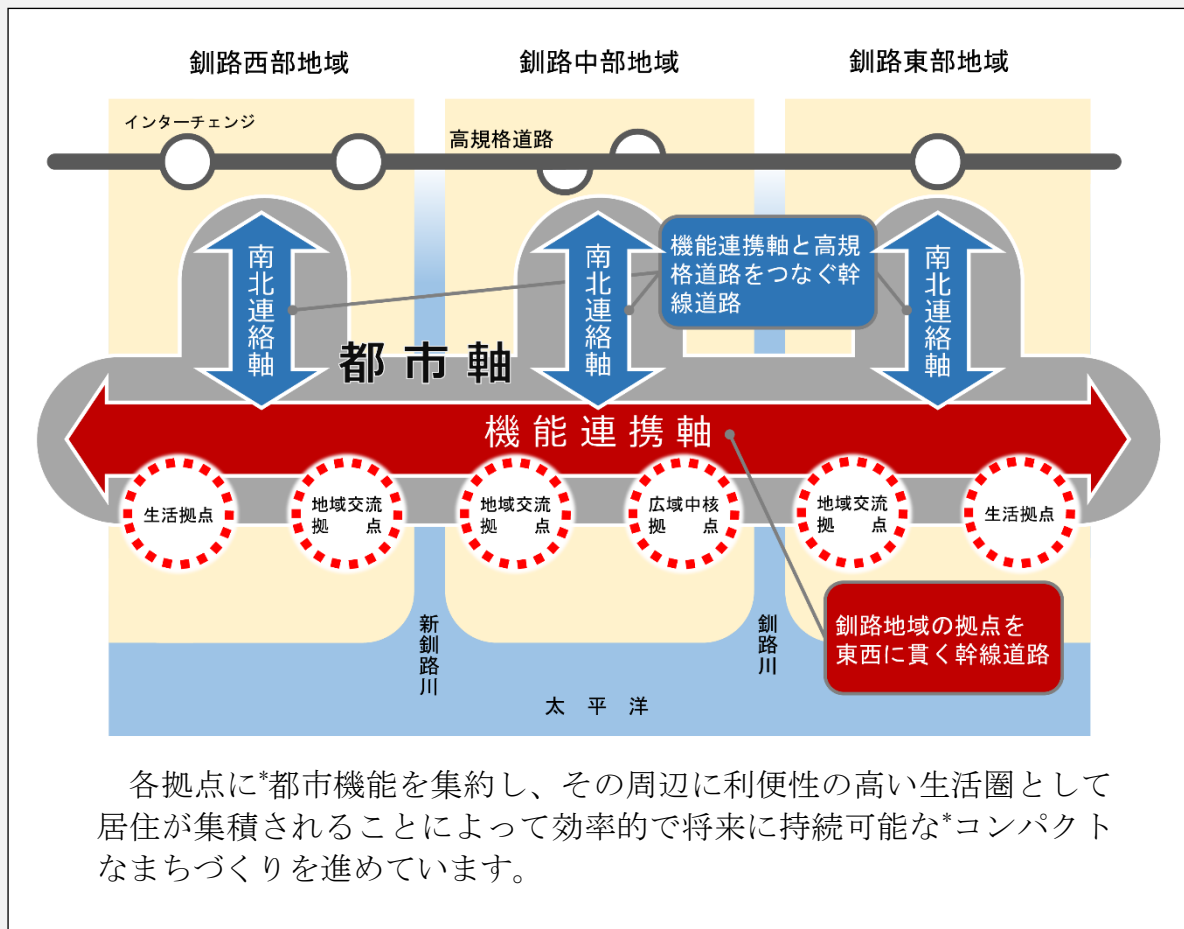 釧路西部地域
釧路中部地域
釧路東部地域
インターチェンジ
高規格道路
南北連絡軸
南北連絡軸
機能連携軸と高規
格道路をつなぐ幹
線道路
南北連絡軸
都市軸
機能連携軸
生活拠点
地域交流
拠点
地域交流
拠点
広域中核
拠点
地域交流
拠点
生活拠点
新釧路川
釧路川
釧路地域の拠点を
東西に貫く幹線道路
太平洋
各拠点に*都市機能を集約し、その周辺に利便性の高い生活圏として
居住が集積されることによって効率的で将来に持続可能な*コンパクト
なまちづくりを進めています。